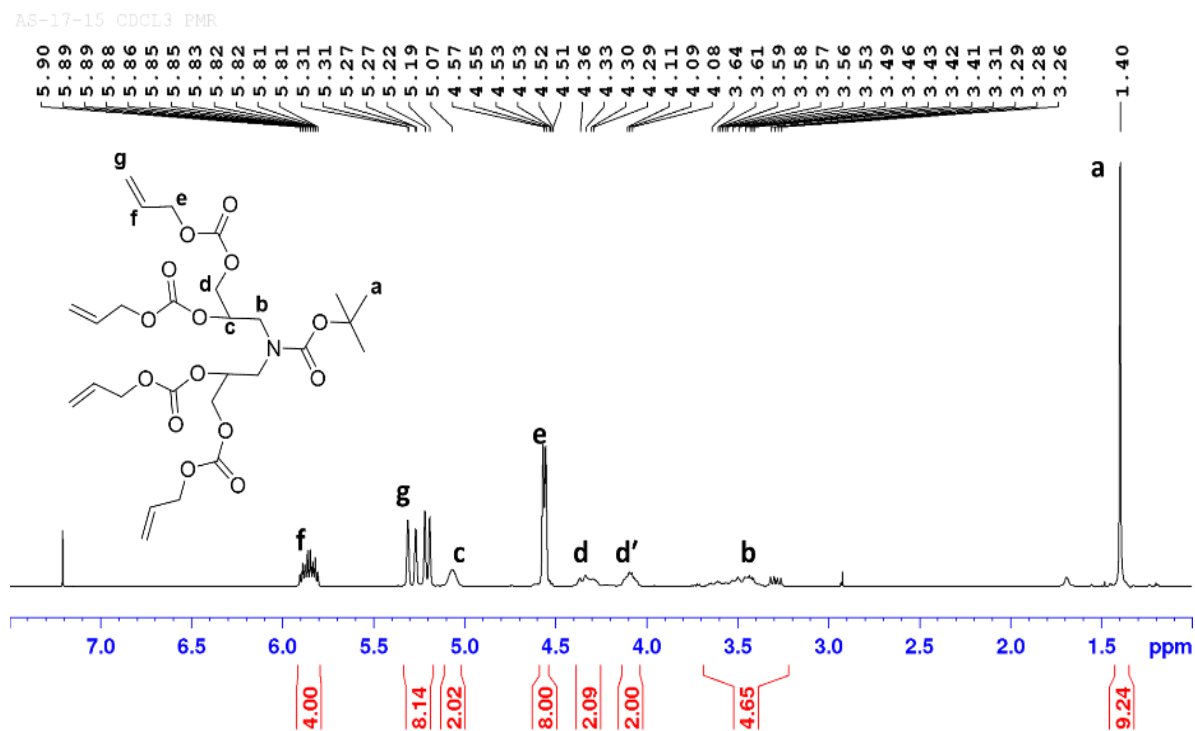 AS-17-15 CDCL3 PMR
5.90 5.89 5.89 5.88 5.86 5.85 5.85 5.83 5.82 5.82 5.81 5.81 5.31 5.31 5.27 5.27 5.22 5.19 5.07 4.57 4.55 4.53 4.53 4.52 4.51 4.36 4.33 4.30 4.29 4.11 4.09 4.08 3.64 3.61 3.59 3.58 3.57 3.56 3.53 3.49 3.46 3.43 3.42 3.41 3.31 3.29 3.28 3.26 1.40
g
a
e
f
O
O
O
d
O
O
b
a
O
O
c
O
N
O
O
O
O
O
O
O
e
g
f
c
d
d′
b
7.0 6.5 6.0 5.5 5.0 4.5 4.0 3.5 3.0 2.5 2.0 1.5 ppm
4.00 8.14 2.02 8.00 2.09 2.00 4.65 9.24